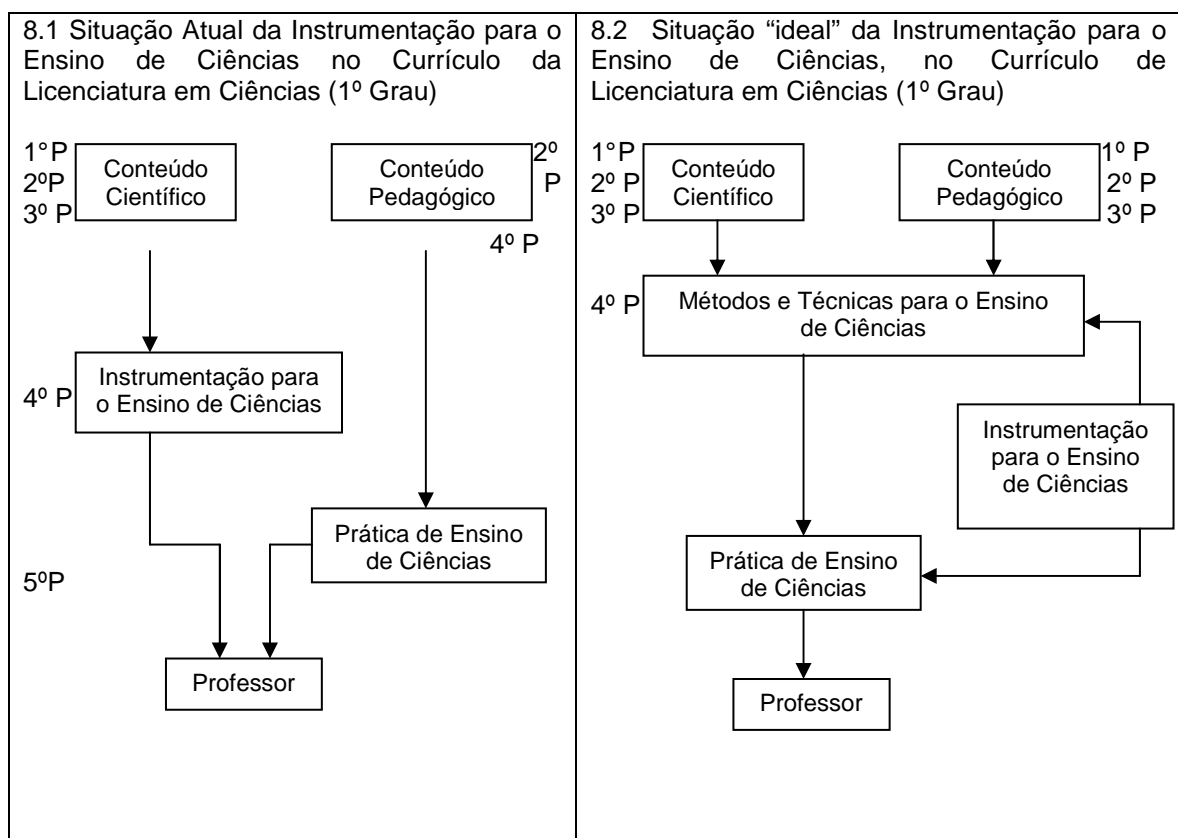 8.1 Situação Atual da Instrumentação para o
Ensino de Ciências no Currículo da
Licenciatura em Ciências (1º Grau)
1°P
2ºP
3º P
Conteúdo
Científico
Conteúdo
Pedagógico
2º
P
4º P
4º P
Instrumentação para
o Ensino de Ciências
Prática de Ensino
de Ciências
5ºP
Professor
8.2 Situação “ideal” da Instrumentação para o
Ensino de Ciências, no Currículo de
Licenciatura em Ciências (1º Grau)
1°P
2º P
3º P
Conteúdo
Científico
Conteúdo
Pedagógico
1º P
2º P
3º P
4º P
Métodos e Técnicas para o Ensino
de Ciências
Instrumentação
para o Ensino
de Ciências
Prática de Ensino
de Ciências
Professor